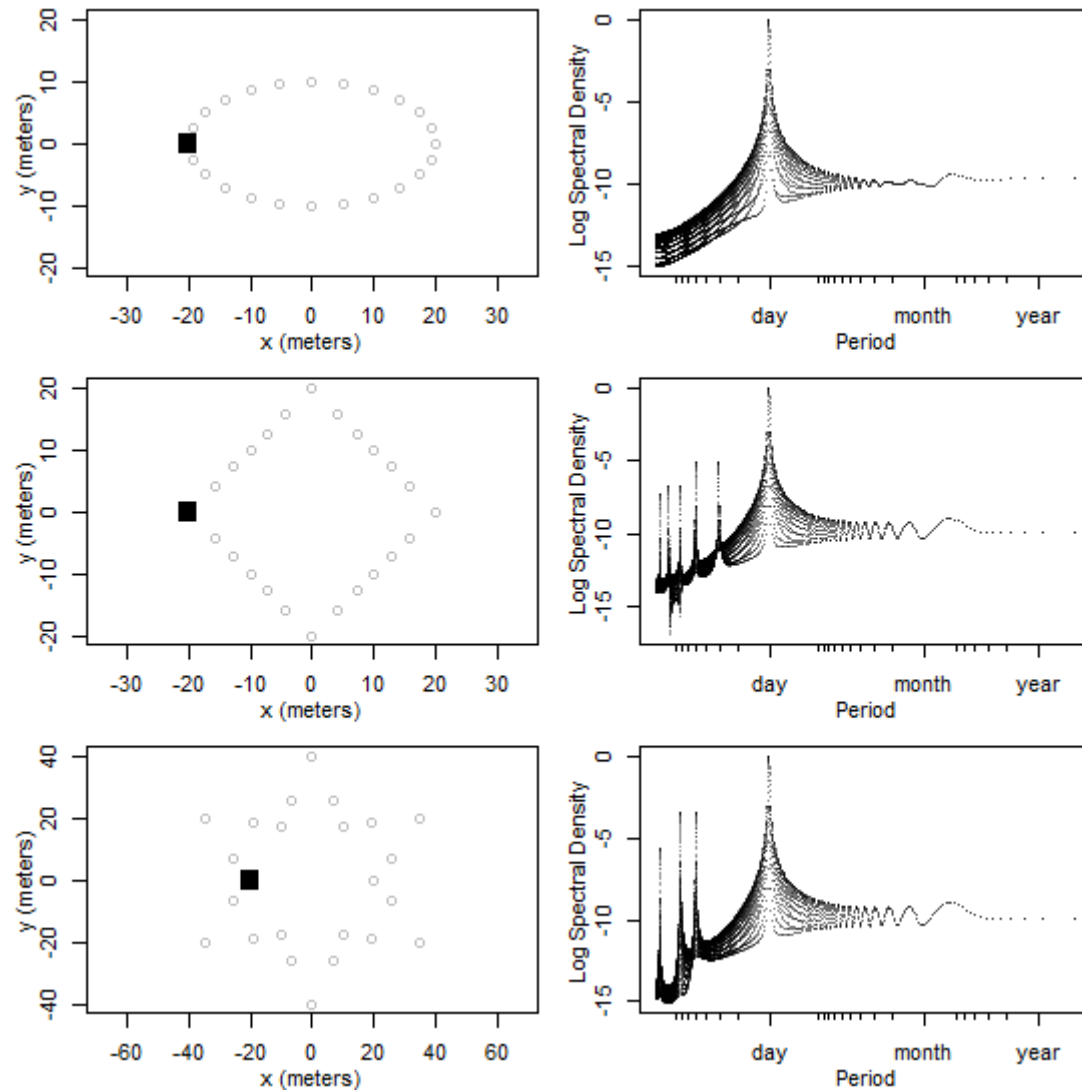 20
10
0
-10
-20
y (meters)
-30 -20 -10 0 10 20 30
x (meters)
0
-5
-10
-15
Log Spectral Density
day month year
Period
20
10
0
-10
-20
y (meters)
-30 -20 -10 0 10 20 30
x (meters)
0
-5
-10
-15
Log Spectral Density
day month year
Period
40
20
0
-20
-40
y (meters)
-60 -40 -20 0 20 40 60
x (meters)
0
-5
-10
-15
Log Spectral Density
day month year
Period